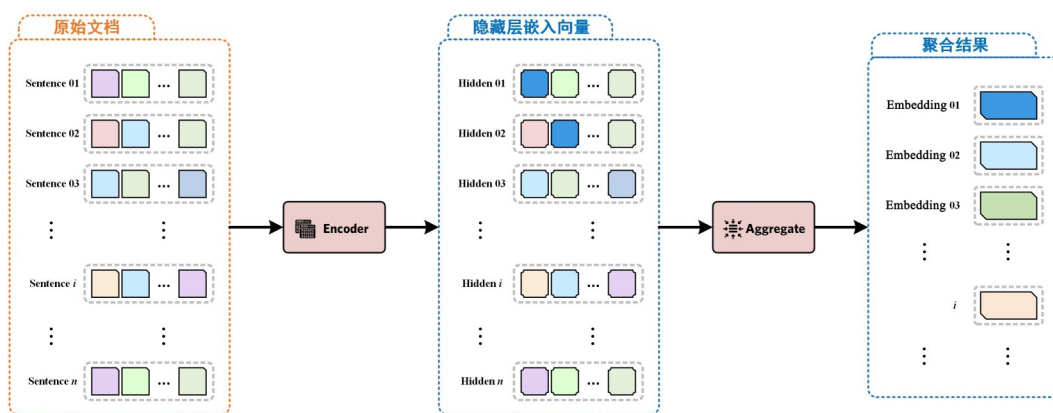 原始文档
Sentence 01
...
Sentence 02
...
Sentence 03
...
Sentence i
...
Sentence n
...
Encoder
隐藏层嵌入向量
Hidden 01
...
Hidden 02
...
Hidden 03
...
Hidden i
...
Hidden n
...
Aggregate
聚合结果
Embedding 01
Embedding 02
Embedding 03
i